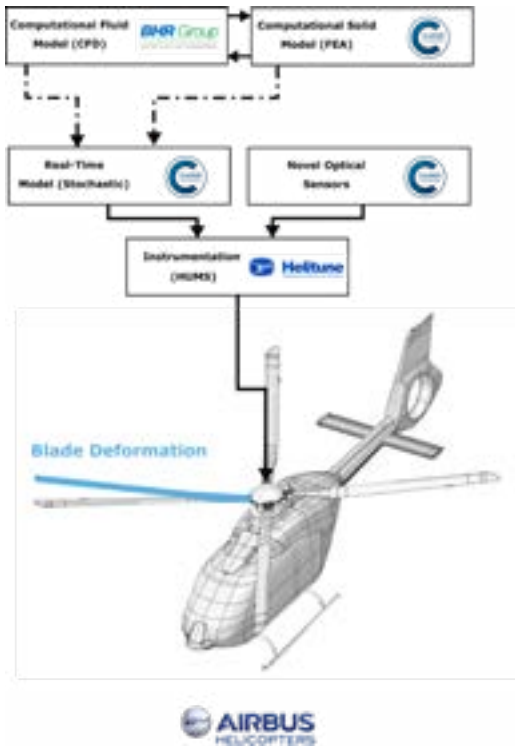 Computational Fluid
Model (CFD)
BHR Group
Computational Solid
Model (FEA)
Real-Time
Model (Stochastic)
Novel Optical
Sensors
Instrumentation
(HUMS)
Helitune
Blade Deformation
AIRBUS
HELICOPTERS